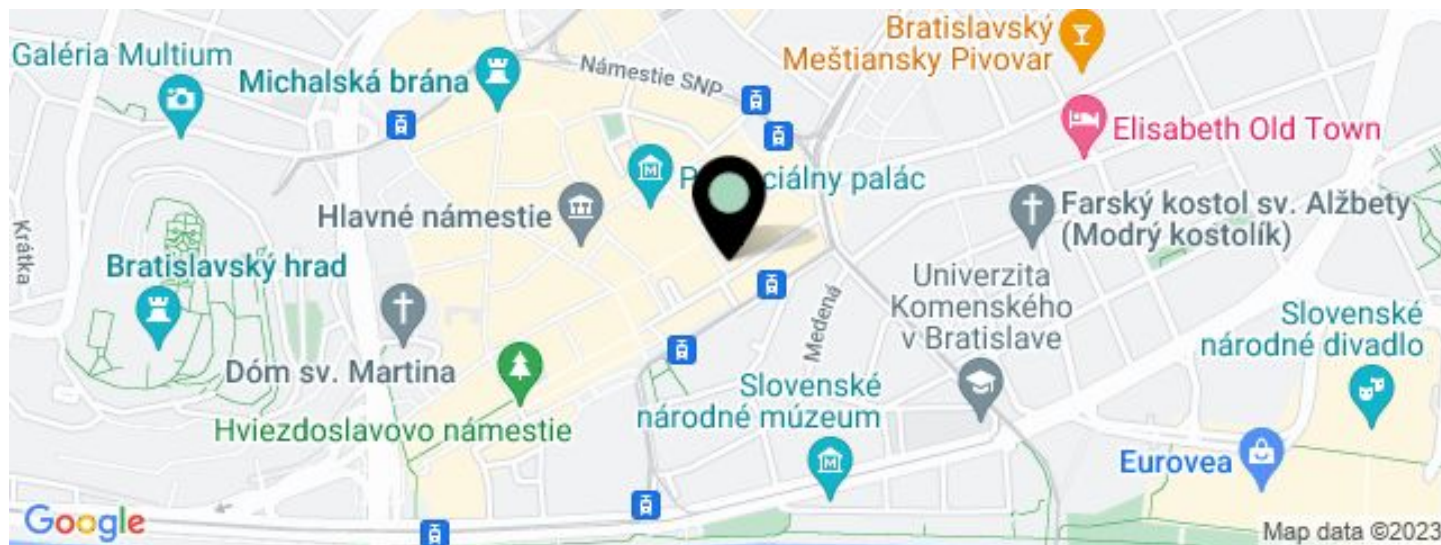 Bratislavský
Meštiansky Pivovar
Galéria Multium
Michalská brána
Námestie SNP
Elisabeth Old Town
ciálny palác
Hlavné námestie
Farský kostol sv. Alžbety
(Modrý kostolík)
Krátka
Bratislavský hrad
Univerzita
Komenského
v Bratislave
Medená
Slovenské
národné divadlo
Dóm sv. Martina
Slovenské
národné múzeum
Hviezdoslavovo námestie
Eurovea
Google
Map data ©2023